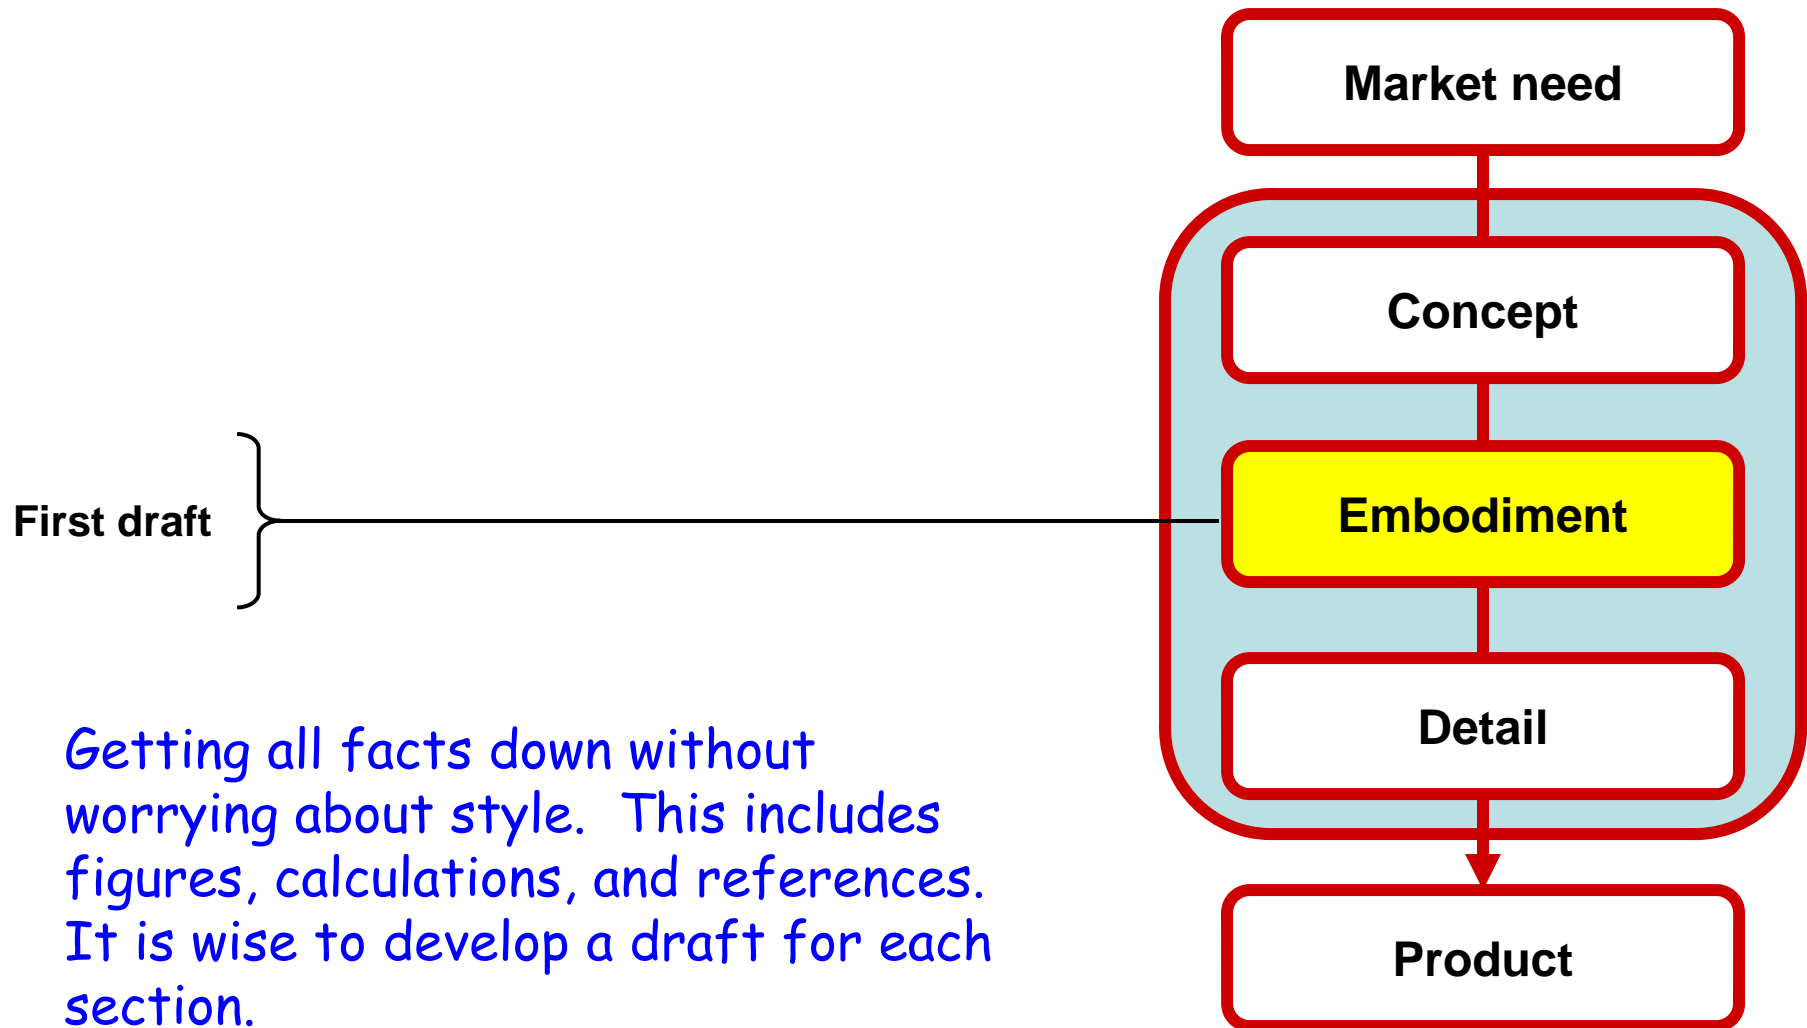 Market need
Concept
First draft
Embodiment
Detail
Getting all facts down without
worrying about style.  This includes
figures, calculations, and references.
It is wise to develop a draft for each
section.
Product